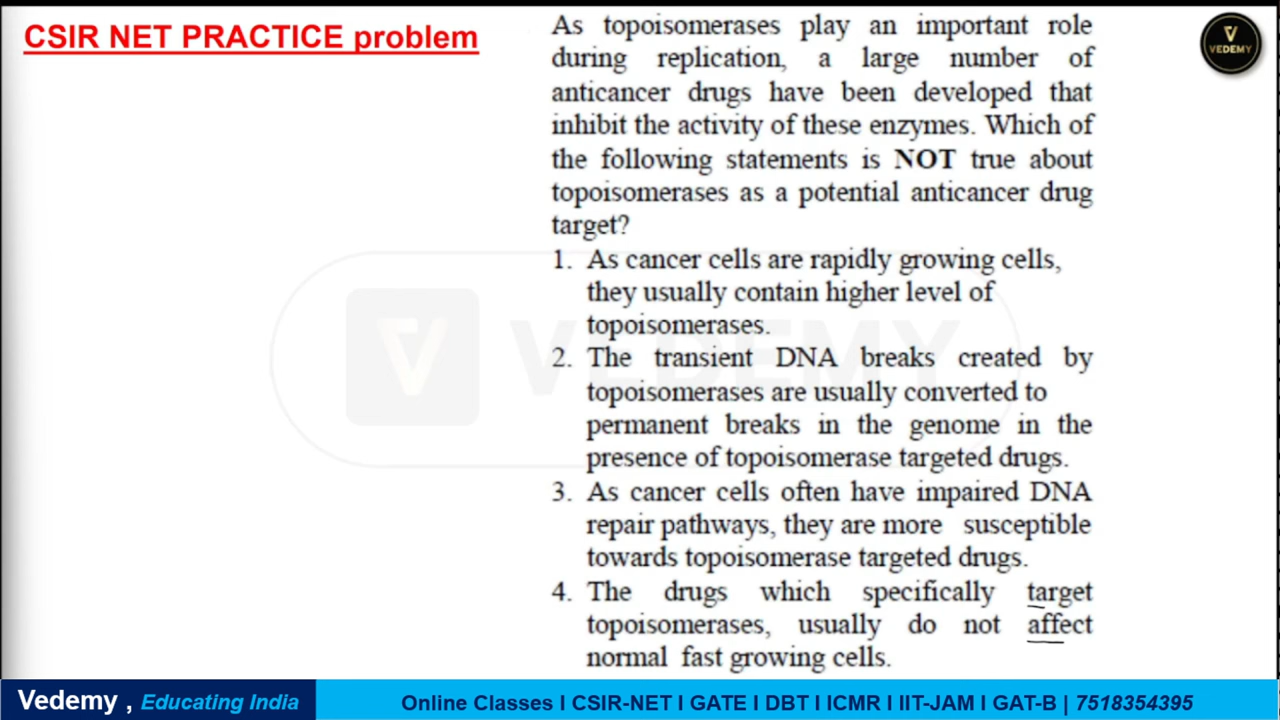 CSIR NET PRACTICE problem
As topoisomerases play an important role
during replication, a large number of
anticancer drugs have been developed that
inhibit the activity of these enzymes. Which of
the following statements is NOT true about
topoisomerases as a potential anticancer drug
target?
1. As cancer cells are rapidly growing cells,
they usually contain higher level of
topoisomerases.
2. The transient DNA breaks created by
topoisomerases are usually converted to
permanent breaks in the genome in the
presence of topoisomerase targeted drugs.
3. As cancer cells often have impaired DNA
repair pathways, they are more susceptible
towards topoisomerase targeted drugs.
4. The drugs which specifically target
topoisomerases, usually do not affect
normal fast growing cells.
V
VEDEMY
V VEDEMY
Vedemy , Educating India
Online Classes I CSIR-NET I GATE I DBT I ICMR I IIT-JAM I GAT-B | 7518354395